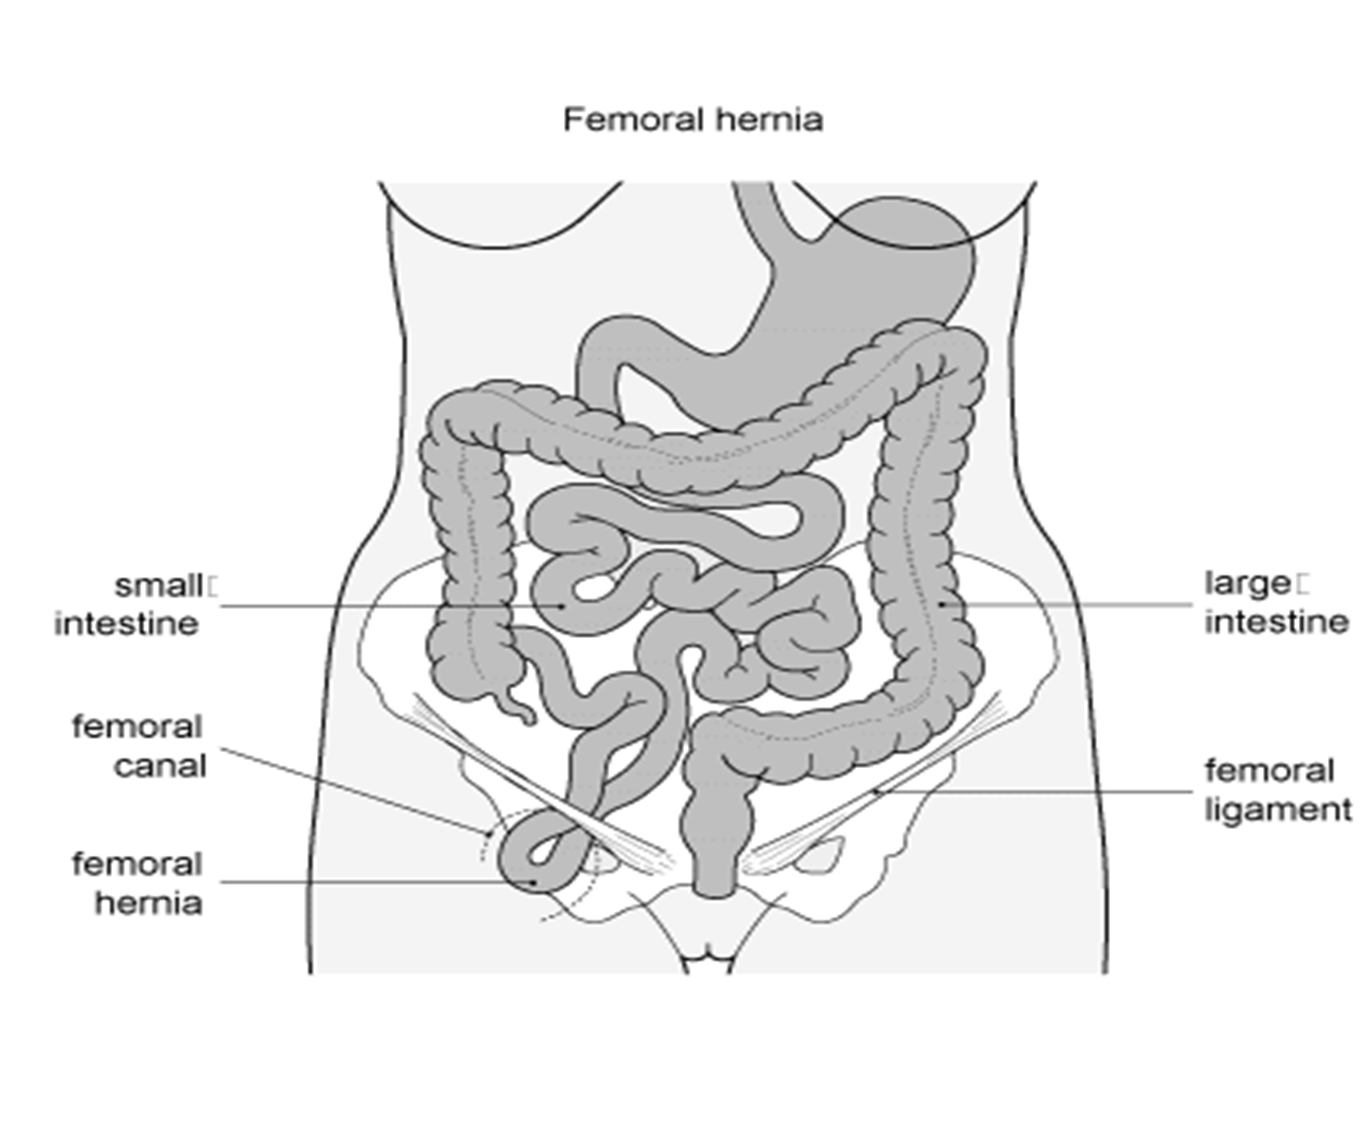 Femoral hernia
small
intestine
large
intestine
femoral
canal
femoral
ligament
femoral
hernia